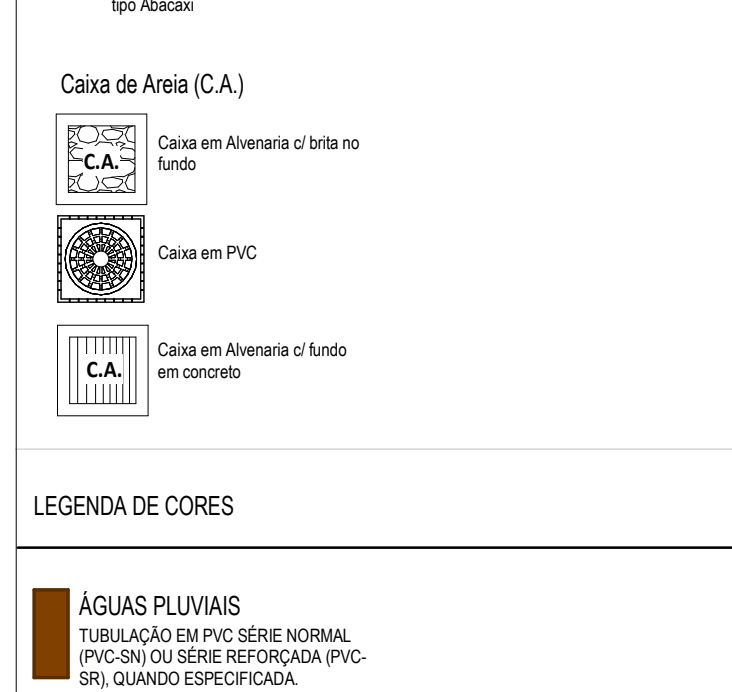 tipo Abacaxi
Caixa de Areia (C.A.)
C.A.
Caixa em Alvenaria c/ brita no
fundo
Caixa em PVC
C.A.
Caixa em Alvenaria c/ fundo
em concreto
LEGENDA DE CORES
ÁGUAS PLUVIAIS
TUBULAÇÃO EM PVC SÉRIE NORMAL
(PVC-SN) OU SÉRIE REFORÇADA (PVC-
SR), QUANDO ESPECIFICADA.